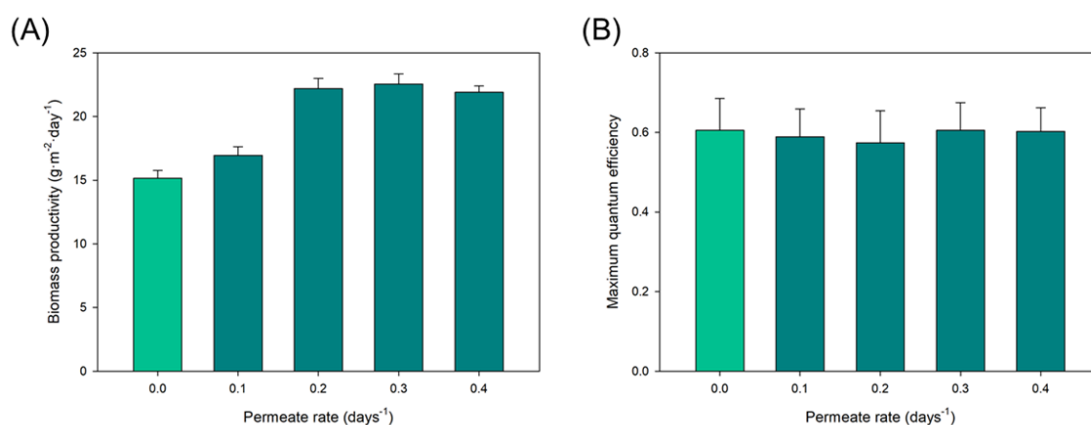 (A)
Biomass productivity (g·m⁻²·day⁻¹)
25
20
15
10
5
0
0.0 0.1 0.2 0.3 0.4
Permeate rate (days⁻¹)
(B)
Maximum quantum efficiency
0.8
0.6
0.4
0.2
0.0
0.0 0.1 0.2 0.3 0.4
Permeate rate (days⁻¹)